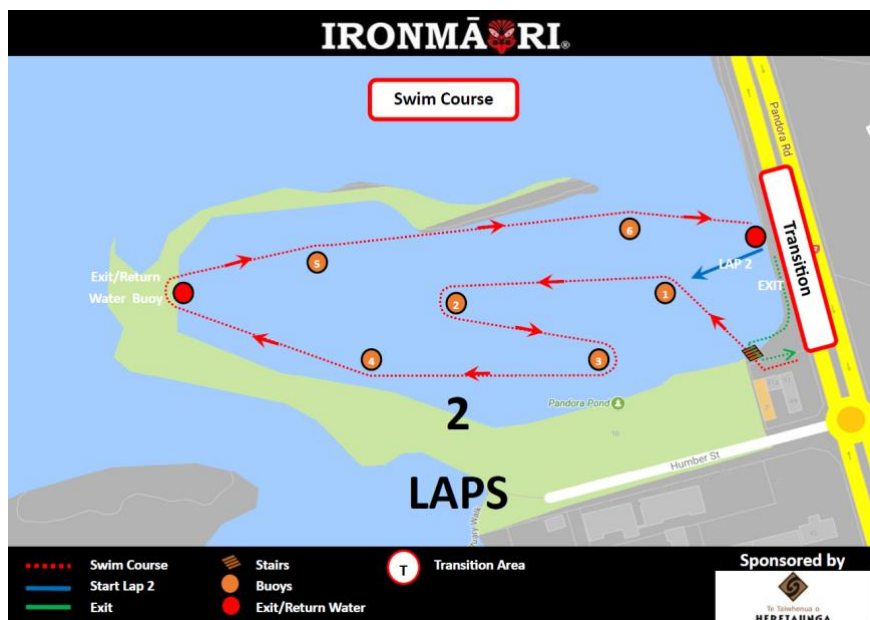 IRONMĀORI®
Swim Course
Pandora Rd
Transition
6
5
LAP 2
EXIT
Exit/Return
Water Buoy
1
2
3
4
2
LAPS
Pandora Pond
Humber St
Swim Course
Start Lap 2
Exit
Stairs
Buoys
Exit/Return Water
T
Transition Area
Sponsored by
Te Taiwhenua o
HERETAUNGA